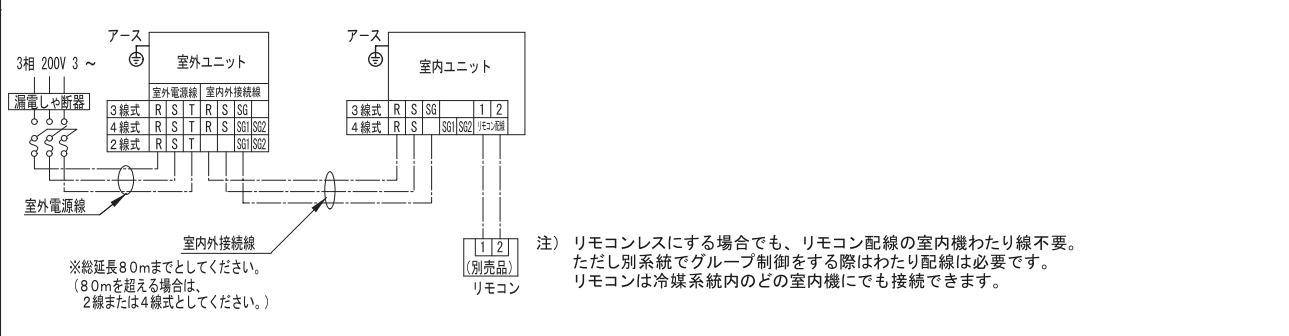 アース
3相 200V 3 ～
漏電しゃ断器
室外ユニット
室外電源線 室内外接続線
3線式 R S T R S SG
4線式 R S T R S SG1 SG2
2線式 R S T SG1 SG2
室外電源線
アース
室内ユニット
3線式 R S SG 1 2
4線式 R S SG1 SG2 リモコン配線
室内外接続線
※総延長80mまでとしてください。
(80mを超える場合は、
2線または4線式としてください。)
1 2
(別売品)
リモコン
注) リモコンレスにする場合でも、リモコン配線の室内機わたり線不要。
ただし別系統でグループ制御をする際はわたり配線は必要です。
リモコンは冷媒系統内のどの室内機にでも接続できます。